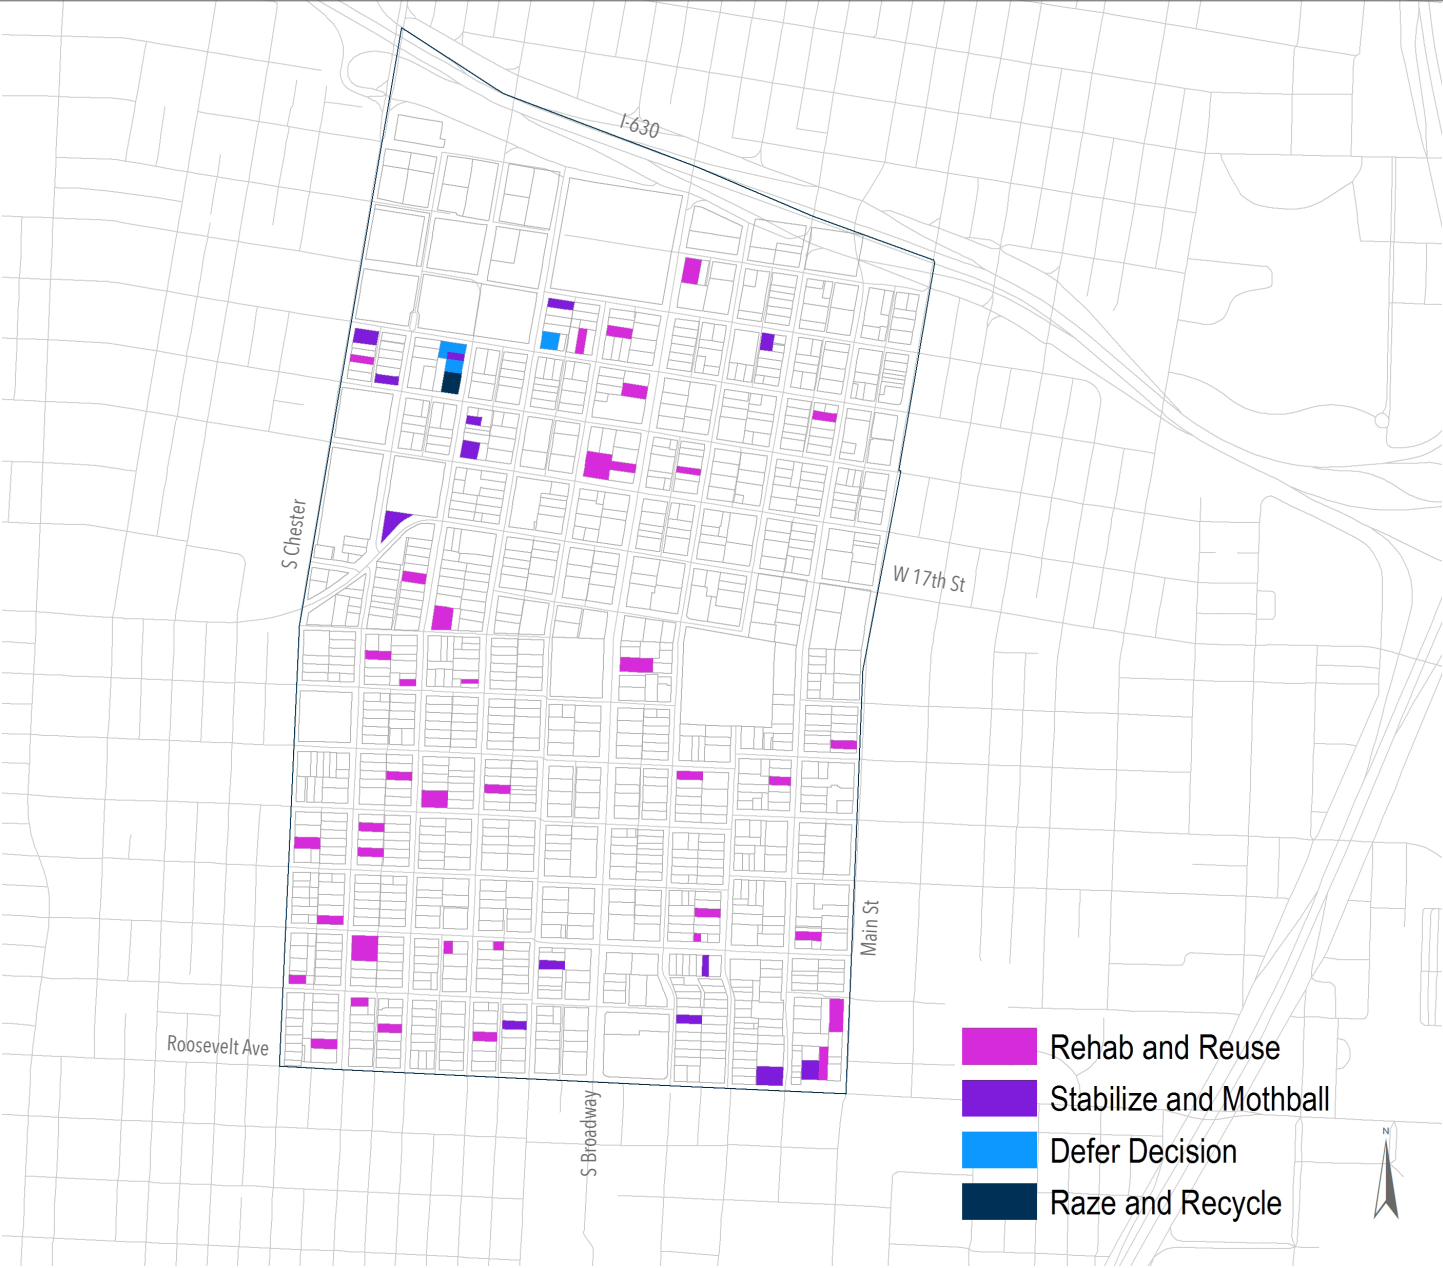 I-630
S Chester
W 17th St
Main St
Roosevelt Ave
S Broadway
Rehab and Reuse
Stabilize and Mothball
Defer Decision
Raze and Recycle
N